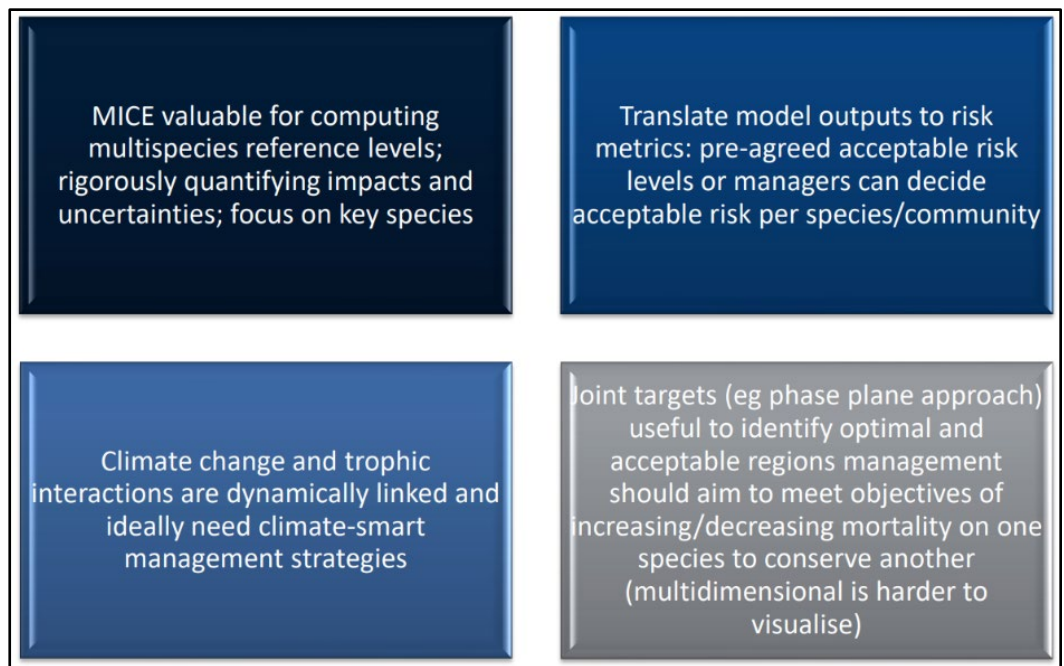 MICE valuable for computing
multispecies reference levels;
rigorously quantifying impacts and
uncertainties; focus on key species
Translate model outputs to risk
metrics: pre-agreed acceptable risk
levels or managers can decide
acceptable risk per species/community
Climate change and trophic
interactions are dynamically linked and
ideally need climate-smart
management strategies
Joint targets (eg phase plane approach)
useful to identify optimal and
acceptable regions management
should aim to meet objectives of
increasing/decreasing mortality on one
species to conserve another
(multidimensional is harder to
visualise)